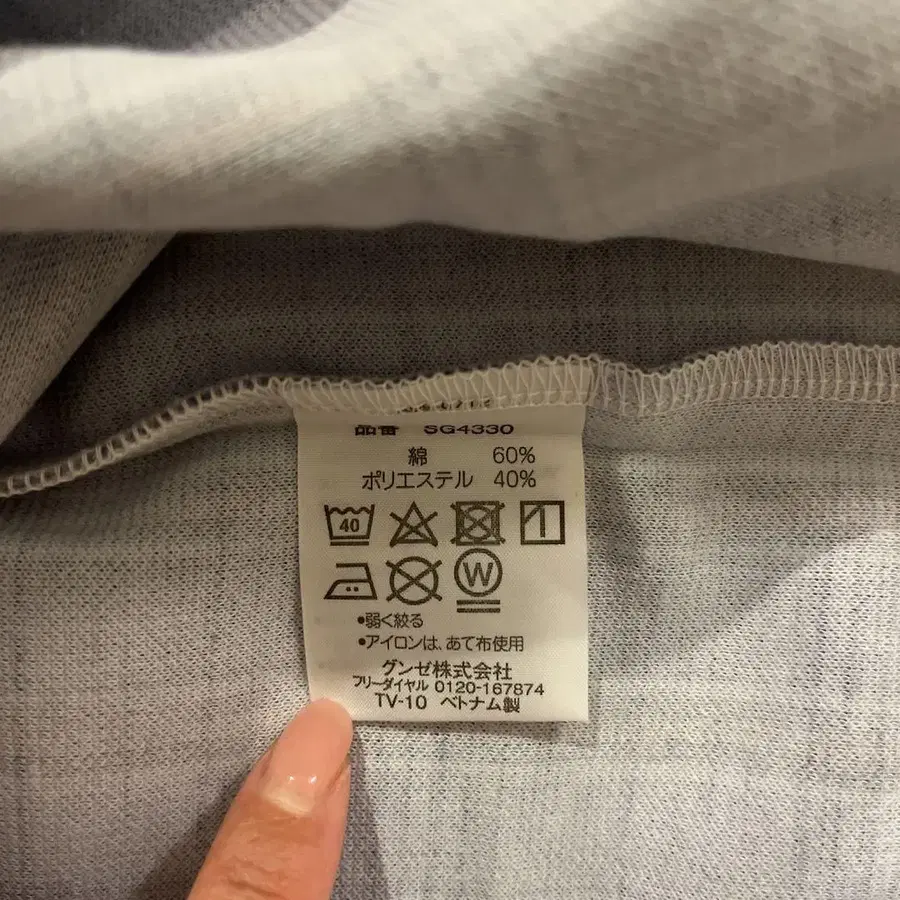 品番 SG4330
綿 60%
ポリエステル 40%
40
W
•弱く絞る
•アイロンは、あて布使用
グンゼ株式会社
フリーダイヤル 0120-167874
TV-10 ベトナム製